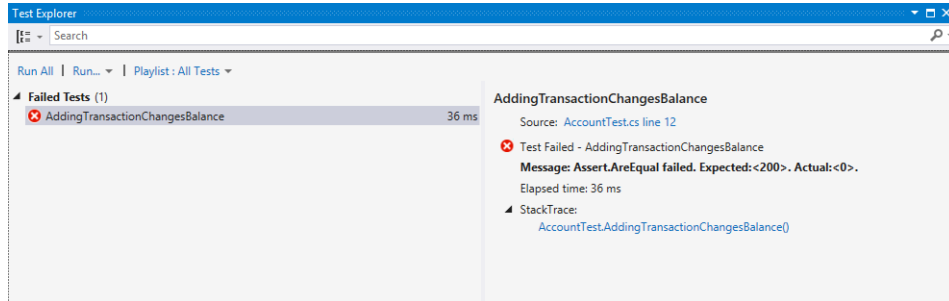 Test Explorer
Search
Run All | Run... | Playlist : All Tests
Failed Tests (1)
AddingTransactionChangesBalance 36 ms
AddingTransactionChangesBalance
Source: AccountTest.cs line 12
Test Failed - AddingTransactionChangesBalance
Message: Assert.AreEqual failed. Expected:<200>. Actual:<0>.
Elapsed time: 36 ms
StackTrace:
AccountTest.AddingTransactionChangesBalance()